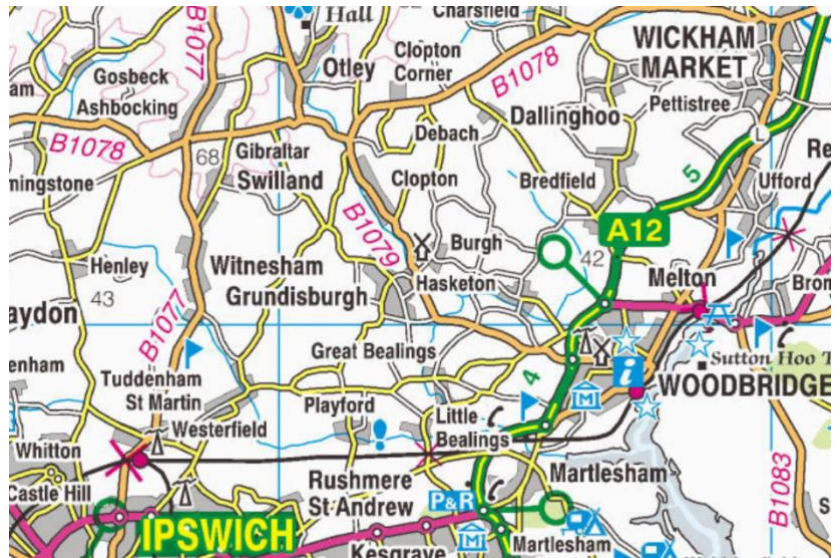 Hall
Charsfield
WICKHAM
MARKET
B1077
Otley
Clopton
Corner
B1078
Gosbeck
Ashbocking
Pettistree
Dallinghoo
L
Debach
B1078
68
Gibraltar
Swilland
Clopton
Bredfield
5
Ufford
B1079
A12
Burgh
42
Henley
Witnesham
Hasketon
Melton
43
Grundisburgh
B1077
Great Bealings
Sutton Hoo
4
i
WOODBRIDGE
Tuddenham
St Martin
Playford
M
Little
Bealings
Westerfield
Whitton
Martlesham
B1083
Castle Hill
Rushmere
St Andrew
P&R
IPSWICH
M
Kesgrave
Martlesham